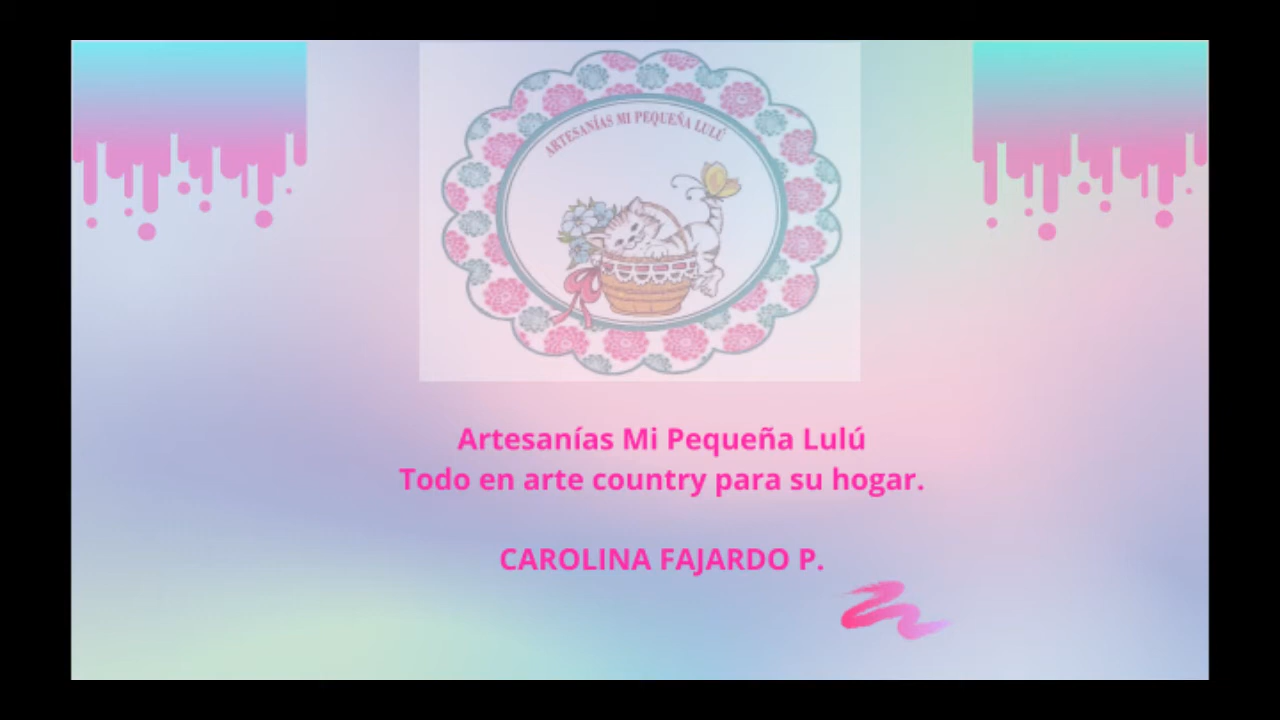 ARTESANÍAS MI PEQUEÑA LULÚ
Artesanías Mi Pequeña Lulú
Todo en arte country para su hogar.
CAROLINA FAJARDO P.